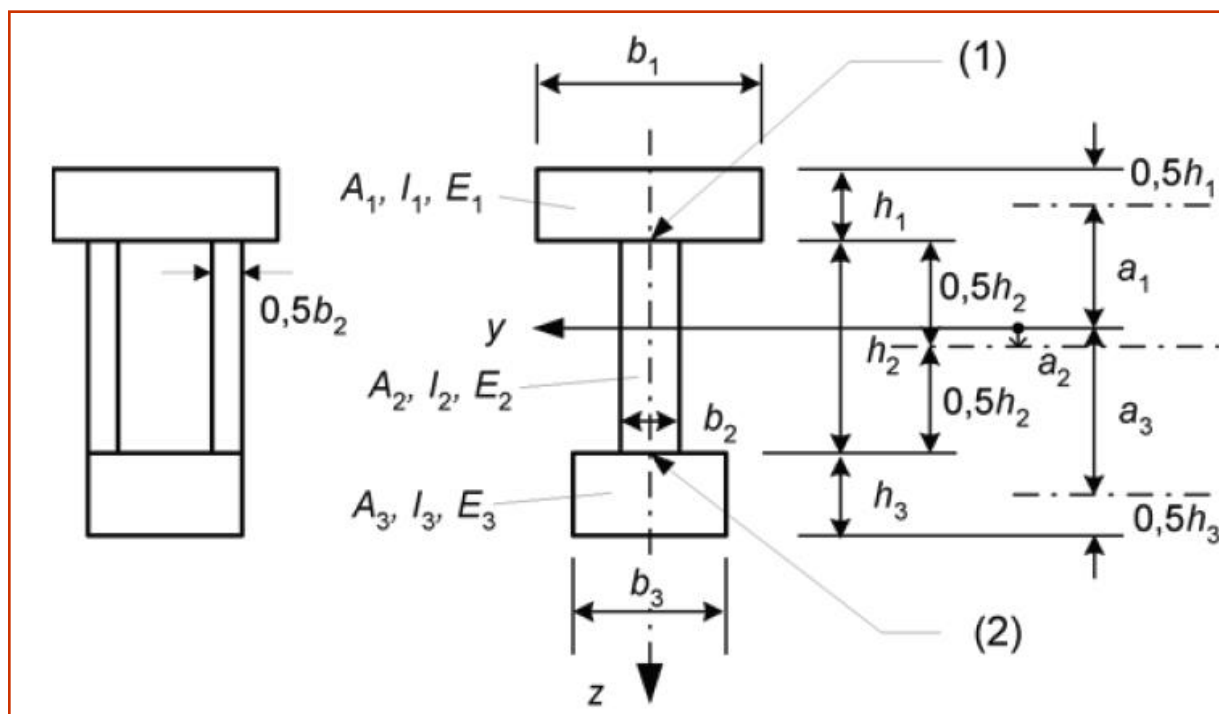 b₁
(1)
A₁, I₁, E₁
h₁
0,5h₁
a₁
0,5b₂
0,5h₂
y
h₂
a₂
A₂, I₂, E₂
b₂
0,5h₂
a₃
A₃, I₃, E₃
h₃
0,5h₃
b₃
(2)
z